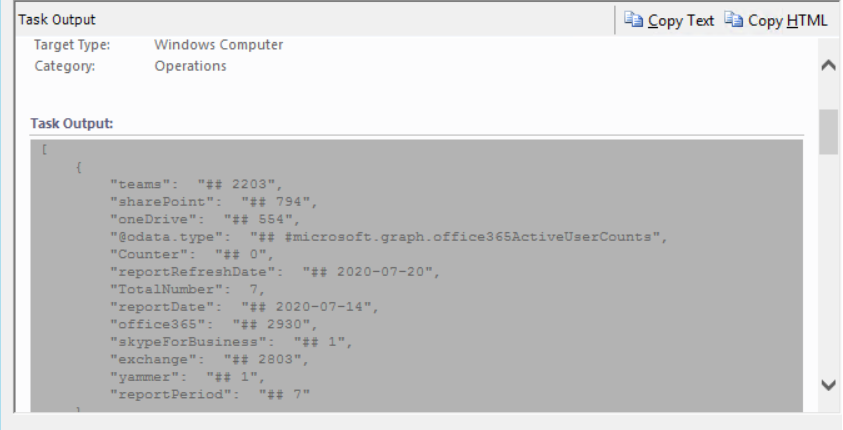 Task Output
Copy Text
Copy HTML
Target Type: Windows Computer
Category: Operations
Task Output:
[
{
"teams": "## 2203",
"sharePoint": "## 794",
"oneDrive": "## 554",
"@odata.type": "## #microsoft.graph.office365ActiveUserCounts",
"Counter": "## 0",
"reportRefreshDate": "## 2020-07-20",
"TotalNumber": 7,
"reportDate": "## 2020-07-14",
"office365": "## 2930",
"skypeForBusiness": "## 1",
"exchange": "## 2803",
"yammer": "## 1",
"reportPeriod": "## 7"